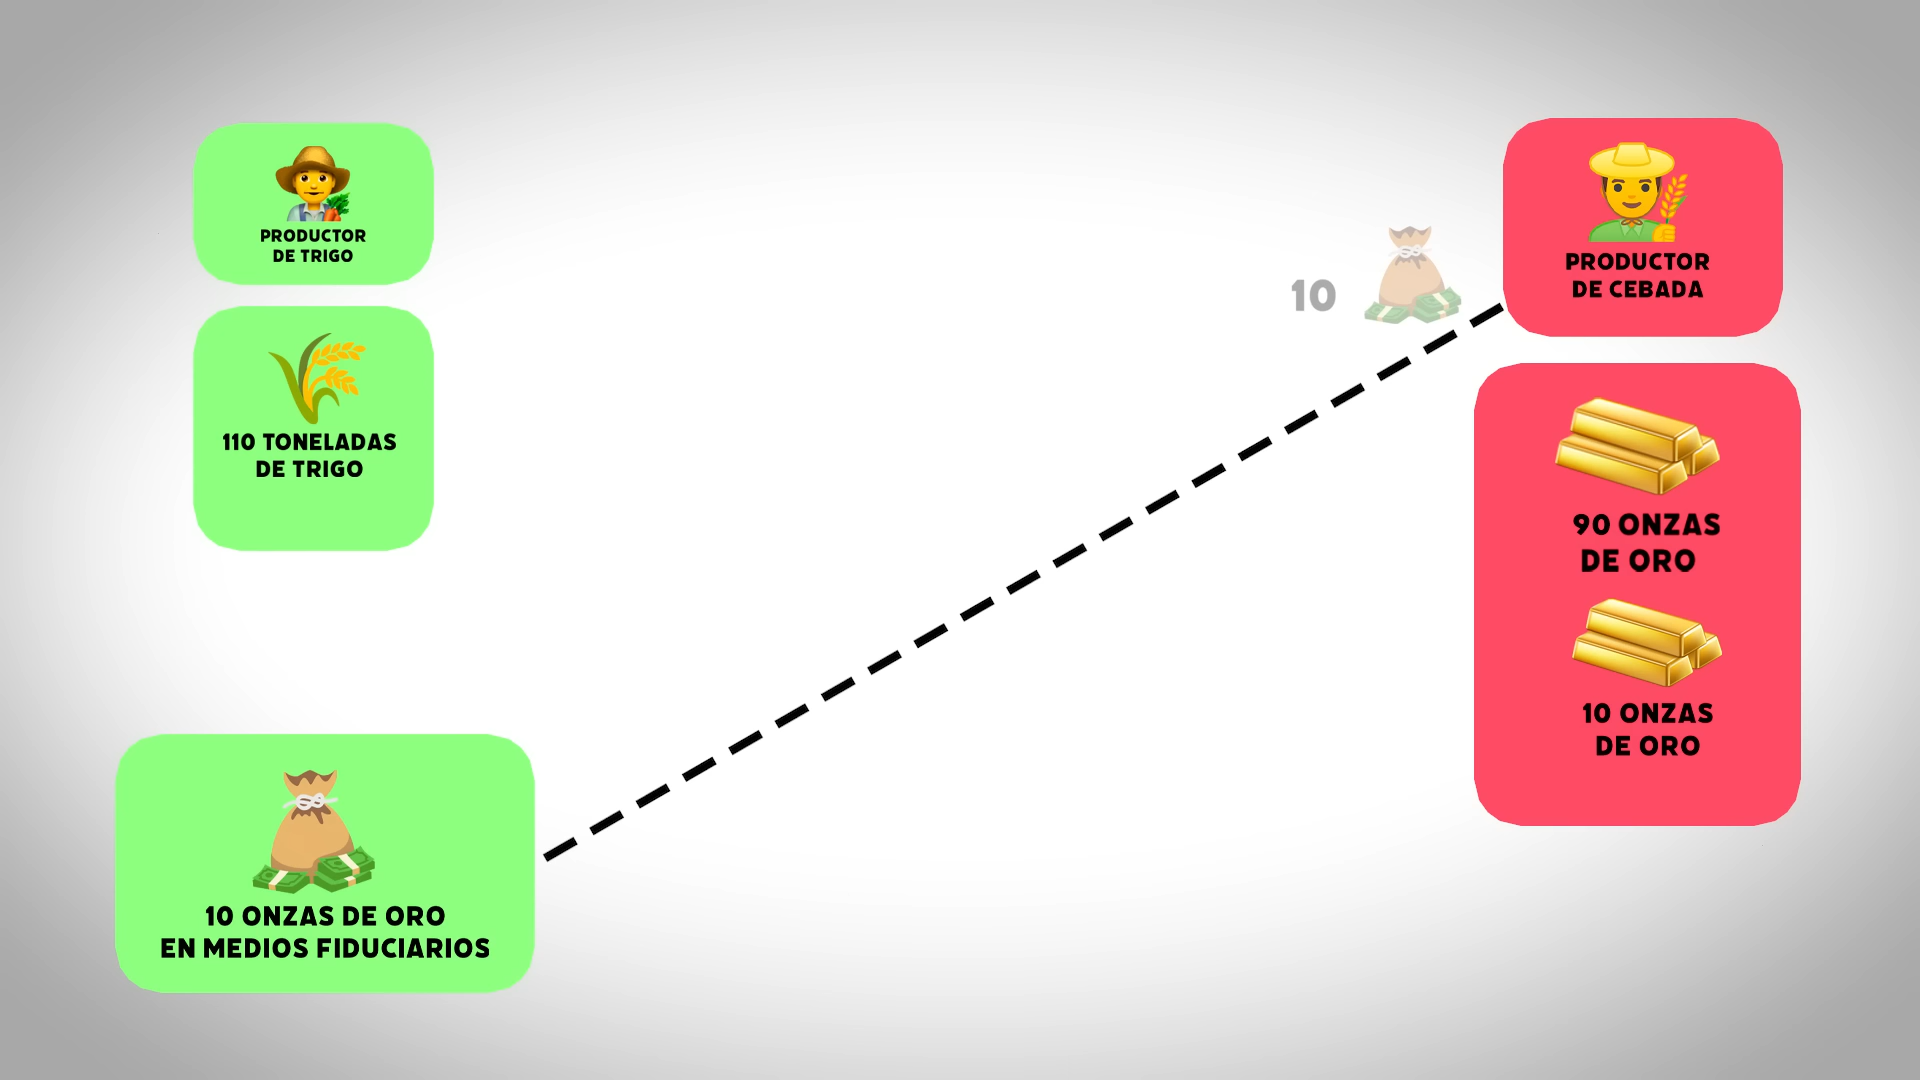 PRODUCTOR
DE TRIGO
110 TONELADAS
DE TRIGO
10 ONZAS DE ORO
EN MEDIOS FIDUCIARIOS
10
PRODUCTOR
DE CEBADA
90 ONZAS
DE ORO
10 ONZAS
DE ORO